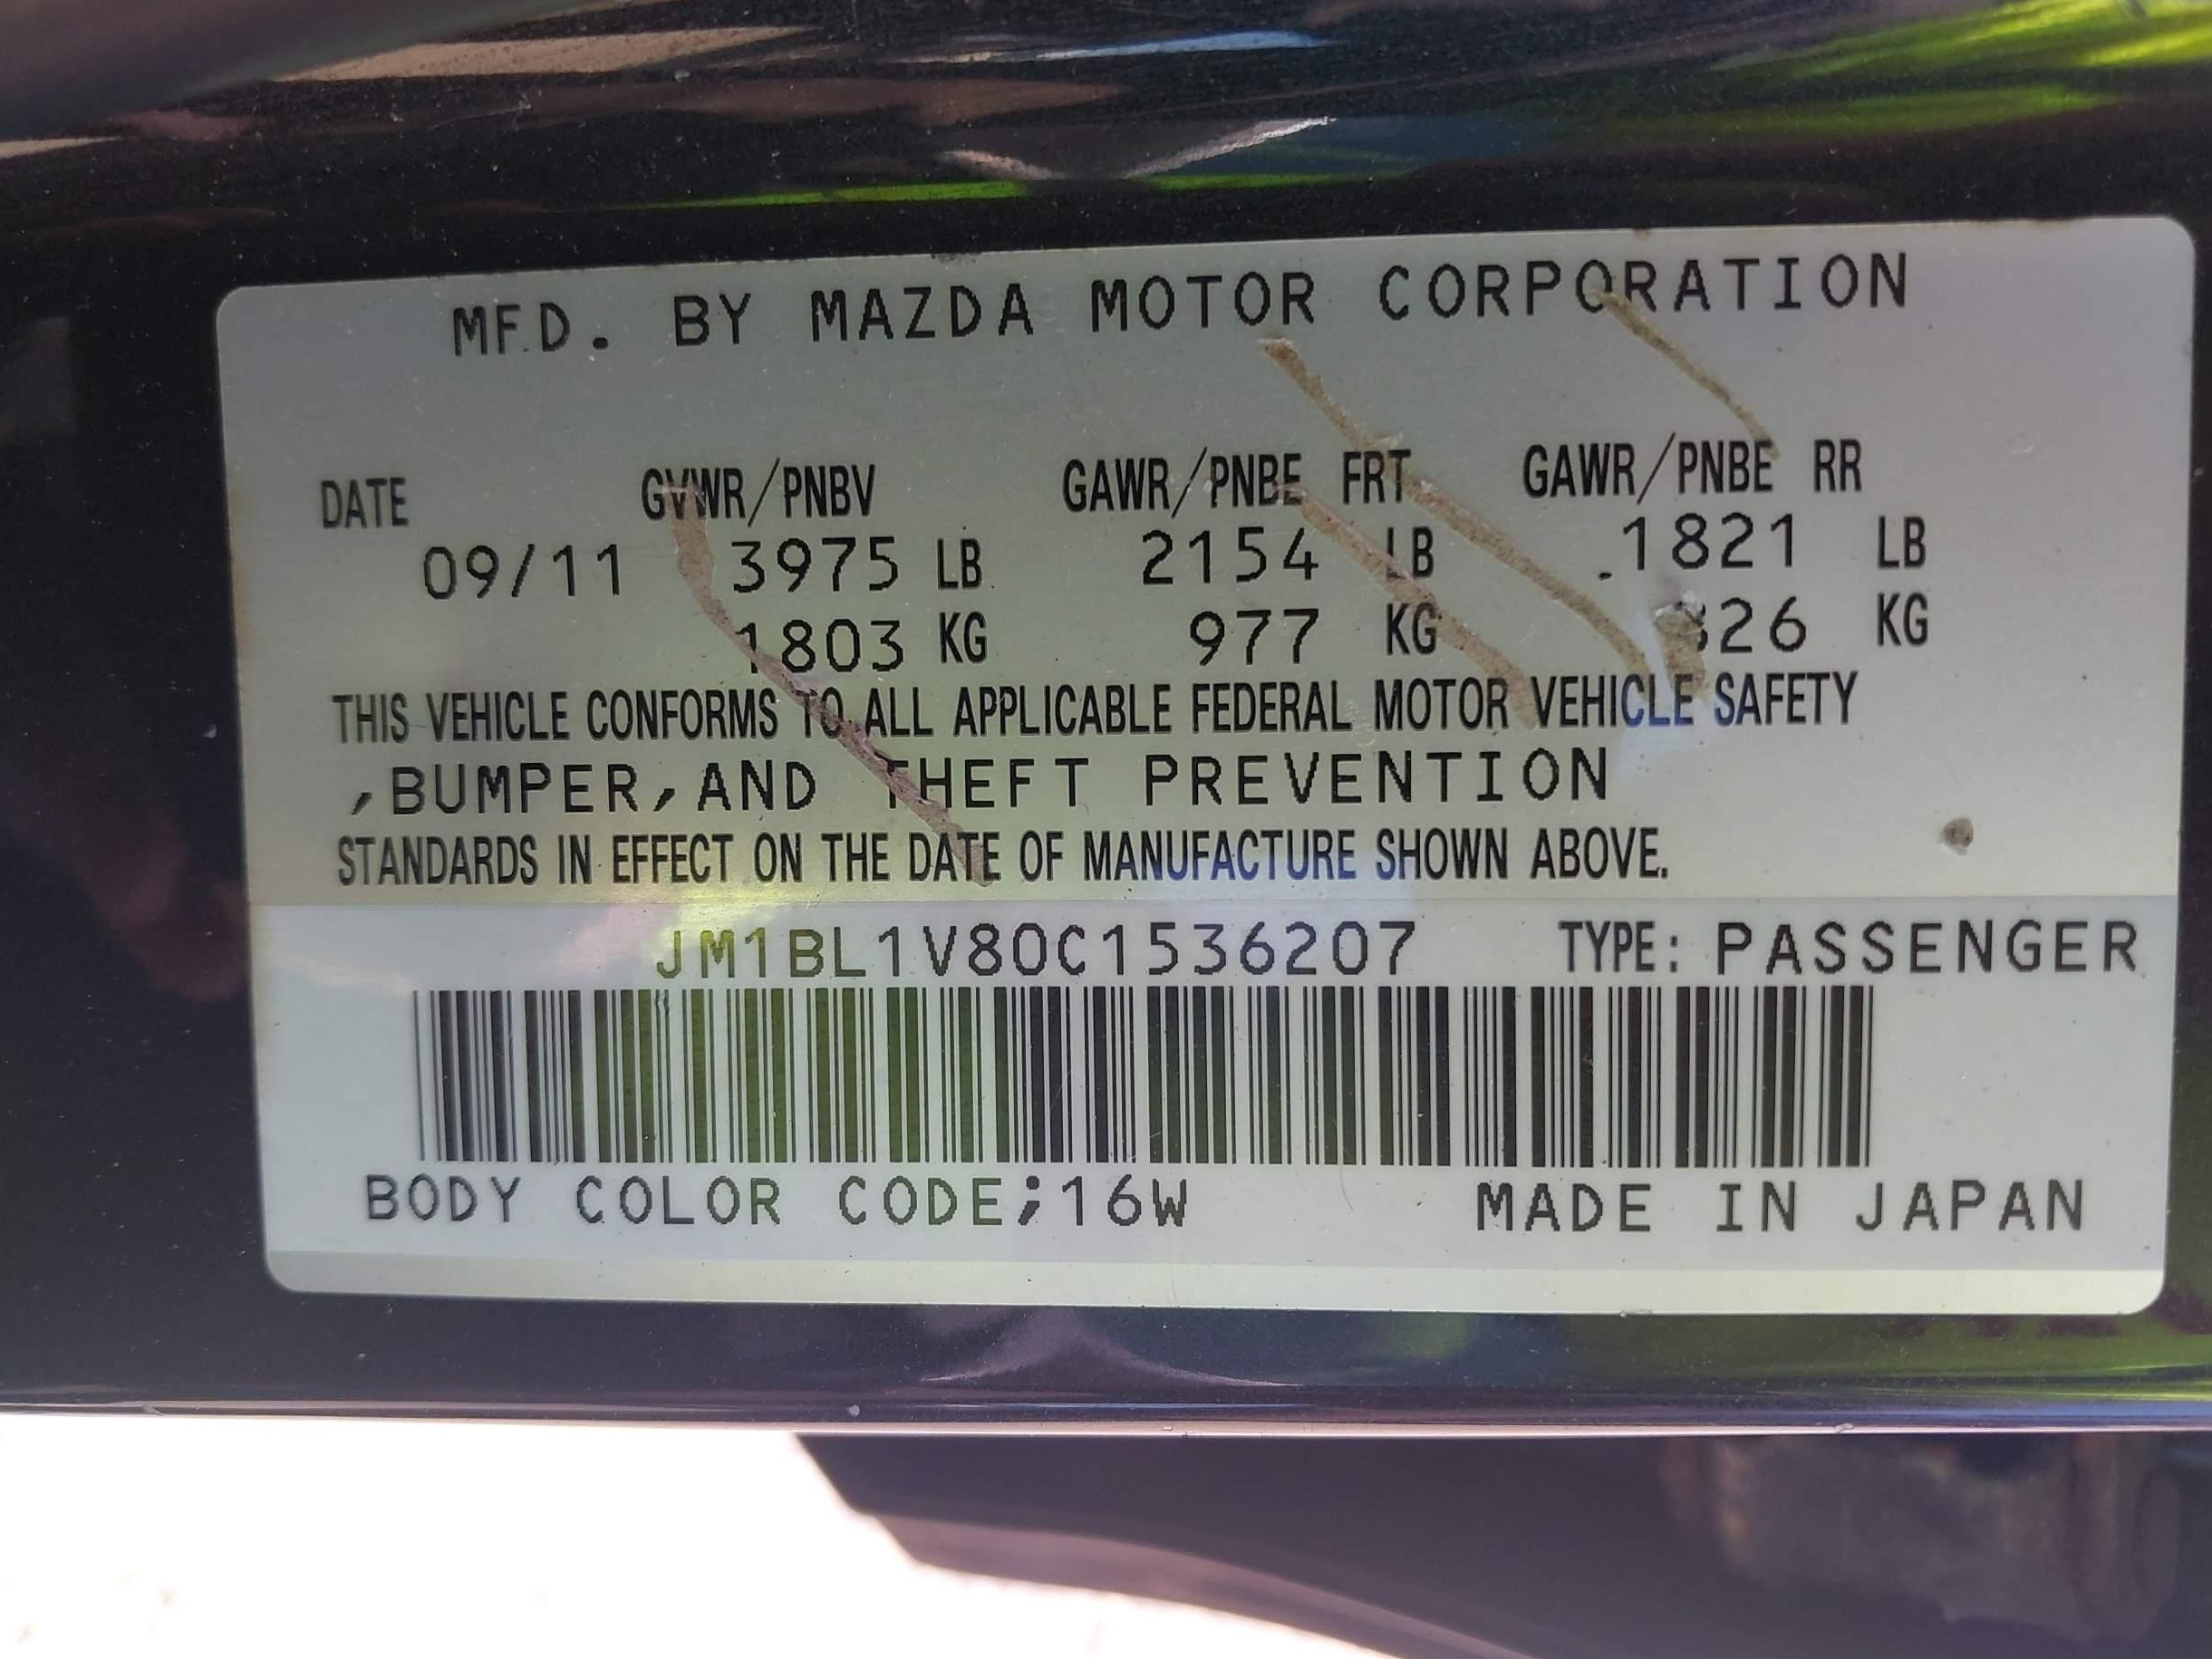 MFD. BY MAZDA MOTOR CORPORATION
DATE GVWR/PNBV GAWR/PNBE FRT GAWR/PNBE RR
09/11 3975 LB 2154 LB 1821 LB
1803 KG 977 KG 826 KG
THIS VEHICLE CONFORMS TO ALL APPLICABLE FEDERAL MOTOR VEHICLE SAFETY
,BUMPER,AND THEFT PREVENTION
STANDARDS IN EFFECT ON THE DATE OF MANUFACTURE SHOWN ABOVE.
JM1BL1V80C1536207 TYPE: PASSENGER
BODY COLOR CODE;16W MADE IN JAPAN